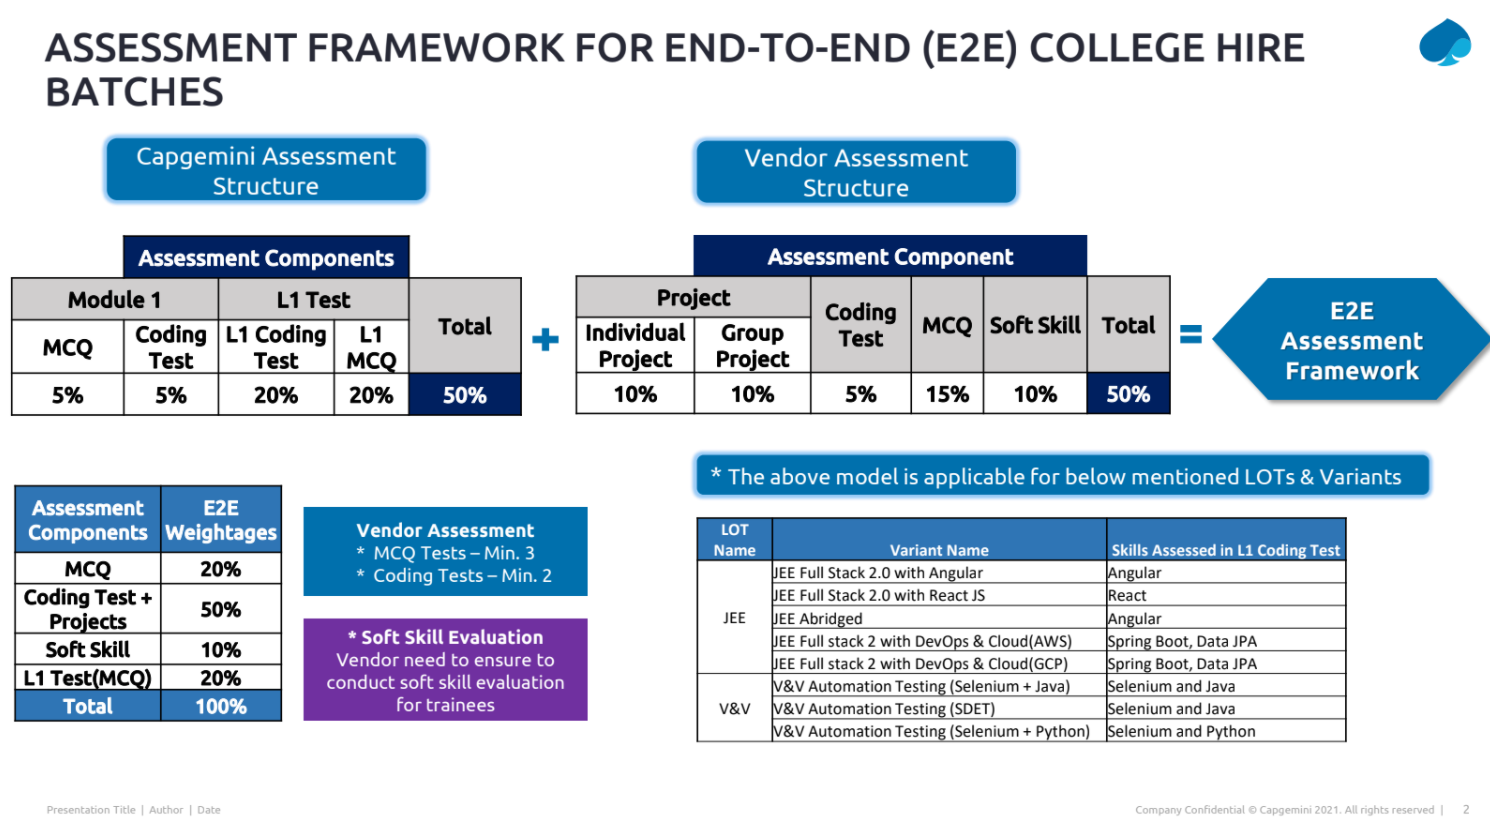 ASSESSMENT FRAMEWORK FOR END-TO-END (E2E) COLLEGE HIRE
BATCHES
Capgemini Assessment
Structure
Vendor Assessment
Structure
Assessment Components
Module 1
L1 Test
Total
MCQ
Coding
Test
L1 Coding
Test
L1
MCQ
5%
5%
20%
20%
50%
+
Assessment Component
Project
Coding
Test
MCQ
Soft Skill
Total
Individual
Project
Group
Project
10%
10%
5%
15%
10%
50%
=
E2E
Assessment
Framework
Assessment
Components
E2E
Weightages
MCQ
20%
Coding Test +
Projects
50%
Soft Skill
10%
L1 Test(MCQ)
20%
Total
100%
Vendor Assessment
* MCQ Tests – Min. 3
* Coding Tests – Min. 2
* Soft Skill Evaluation
Vendor need to ensure to
conduct soft skill evaluation
for trainees
* The above model is applicable for below mentioned LOTs & Variants
LOT
Name
Variant Name
Skills Assessed in L1 Coding Test
JEE
JEE Full Stack 2.0 with Angular
Angular
JEE Full Stack 2.0 with React JS
React
JEE Abridged
Angular
JEE Full stack 2 with DevOps & Cloud(AWS)
Spring Boot, Data JPA
JEE Full stack 2 with DevOps & Cloud(GCP)
Spring Boot, Data JPA
V&V
V&V Automation Testing (Selenium + Java)
Selenium and Java
V&V Automation Testing (SDET)
Selenium and Java
V&V Automation Testing (Selenium + Python)
Selenium and Python
Presentation Title | Author | Date
Company Confidential © Capgemini 2021. All rights reserved | 2